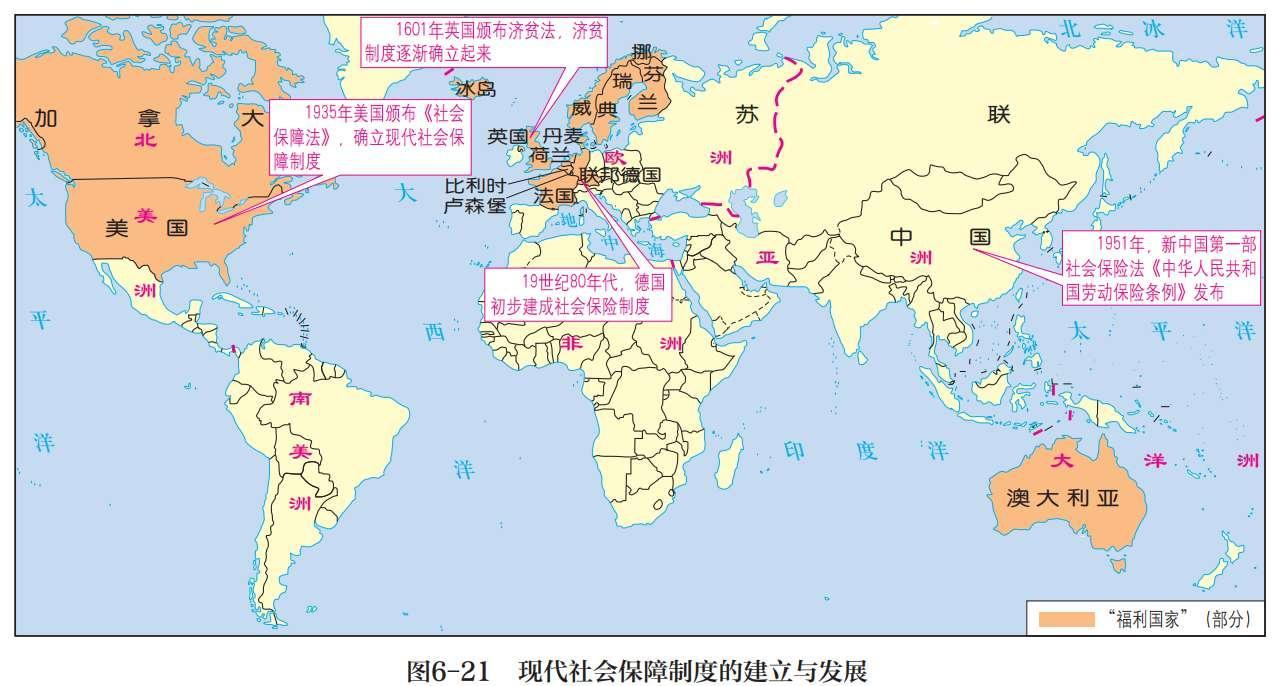 1601年英国颁布济贫法，济贫
制度逐渐确立起来
1935年美国颁布《社会
保障法》，确立现代社会保
障制度
19世纪80年代，德国
初步建成社会保险制度
1951年，新中国第一部
社会保险法《中华人民共和
国劳动保险条例》发布
北冰洋
加拿大
北美洲
美国
冰岛
挪威
瑞典
芬兰
英国
丹麦
荷兰
比利时
卢森堡
法国
联邦德国
欧洲
苏联
地中海
亚洲
中国
非洲
太平洋
大西洋
太平洋
印度洋
南美洲
大洋洲
澳大利亚
“福利国家”（部分）
图6-21 现代社会保障制度的建立与发展